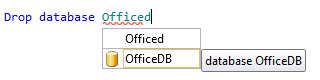 Drop database Officed
Officed
OfficeDB
database OfficeDB